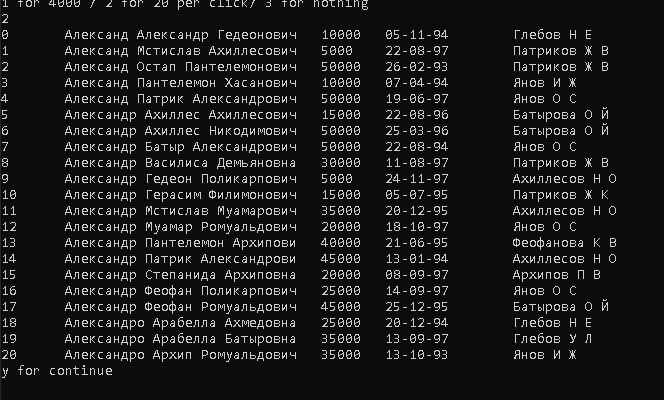 1 for 4000 / 2 for 20 per click/ 3 for nothing
2
0 Александ Александр Гедеонович 10000 05-11-94 Глебов Н Е
1 Александ Мстислав Ахиллесович 5000 22-08-97 Патриков Ж В
2 Александ Остап Пантелемонович 50000 26-02-93 Патриков Ж В
3 Александ Пантелемон Хасанович 10000 07-04-94 Янов И Ж
4 Александ Патрик Александрович 50000 19-06-97 Янов О С
5 Александр Ахиллес Ахиллесович 15000 22-08-96 Батырова О Й
6 Александр Ахиллес Никодимович 50000 25-03-96 Батырова О Й
7 Александр Батыр Александрович 50000 22-08-94 Янов О С
8 Александр Василиса Демьяновна 30000 11-08-97 Патриков Ж В
9 Александр Гедеон Поликарпович 5000 24-11-97 Ахиллесов Н О
10 Александр Герасим Филимонович 15000 05-07-95 Патриков Ж К
11 Александр Мстислав Муамарович 35000 20-12-95 Ахиллесов Н О
12 Александр Муамар Ромуальдович 20000 18-10-97 Янов О С
13 Александр Пантелемон Архипови 40000 21-06-95 Феофанова К В
14 Александр Патрик Александрови 45000 13-01-94 Ахиллесов Н О
15 Александр Степанида Архиповна 20000 08-09-97 Архипов П В
16 Александр Феофан Поликарпович 25000 14-09-97 Янов О С
17 Александр Феофан Ромуальдович 45000 25-12-95 Батырова О Й
18 Александро Арабелла Ахмедовна 25000 20-12-94 Глебов Н Е
19 Александро Арабелла Батыровна 35000 13-09-97 Глебов У Л
20 Александро Архип Ромуальдович 35000 13-10-93 Янов И Ж
y for continue